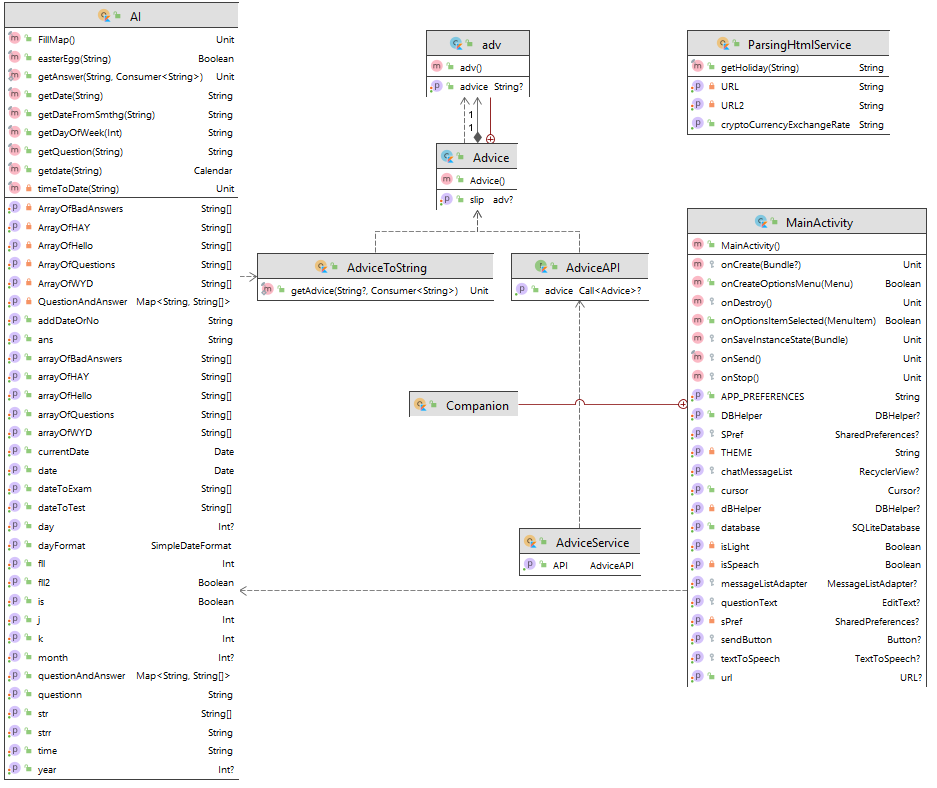 AI
FillMap() Unit
easterEgg(String) Boolean
getAnswer(String, Consumer<String>) Unit
getDate(String) String
getDateFromSmthg(String) String
getDayOfWeek(Int) String
getQuestion(String) String
getdate(String) Calendar
timeToDate(String) Unit
ArrayOfBadAnswers String[]
ArrayOfHAY String[]
ArrayOfHello String[]
ArrayOfQuestions String[]
ArrayOfWYD String[]
QuestionAndAnswer Map<String, String[]>
addDateOrNo String
ans String
arrayOfBadAnswers String[]
arrayOfHAY String[]
arrayOfHello String[]
arrayOfQuestions String[]
arrayOfWYD String[]
currentDate Date
date Date
dateToExam String[]
dateToTest String[]
day Int?
dayFormat SimpleDateFormat
fll Int
fll2 Boolean
is Boolean
j Int
k Int
month Int?
questionAndAnswer Map<String, String[]>
questionn String
str String[]
strr String
time String
year Int?
adv
adv()
advice String?
1
1
Advice
Advice()
slip adv?
AdviceToString
getAdvice(String?, Consumer<String>) Unit
AdviceAPI
advice Call<Advice>?
Companion
AdviceService
API AdviceAPI
ParsingHtmlService
getHoliday(String) String
URL String
URL2 String
cryptoCurrencyExchangeRate String
MainActivity
MainActivity()
onCreate(Bundle?) Unit
onCreateOptionsMenu(Menu) Boolean
onDestroy() Unit
onOptionsItemSelected(MenuItem) Boolean
onSaveInstanceState(Bundle) Unit
onSend() Unit
onStop() Unit
APP_PREFERENCES String
DBHelper DBHelper?
SPref SharedPreferences?
THEME String
chatMessageList RecyclerView?
cursor Cursor?
dBHelper DBHelper?
database SQLiteDatabase
isLight Boolean
isSpeach Boolean
messageListAdapter MessageListAdapter?
questionText EditText?
sPref SharedPreferences?
sendButton Button?
textToSpeech TextToSpeech?
url URL?